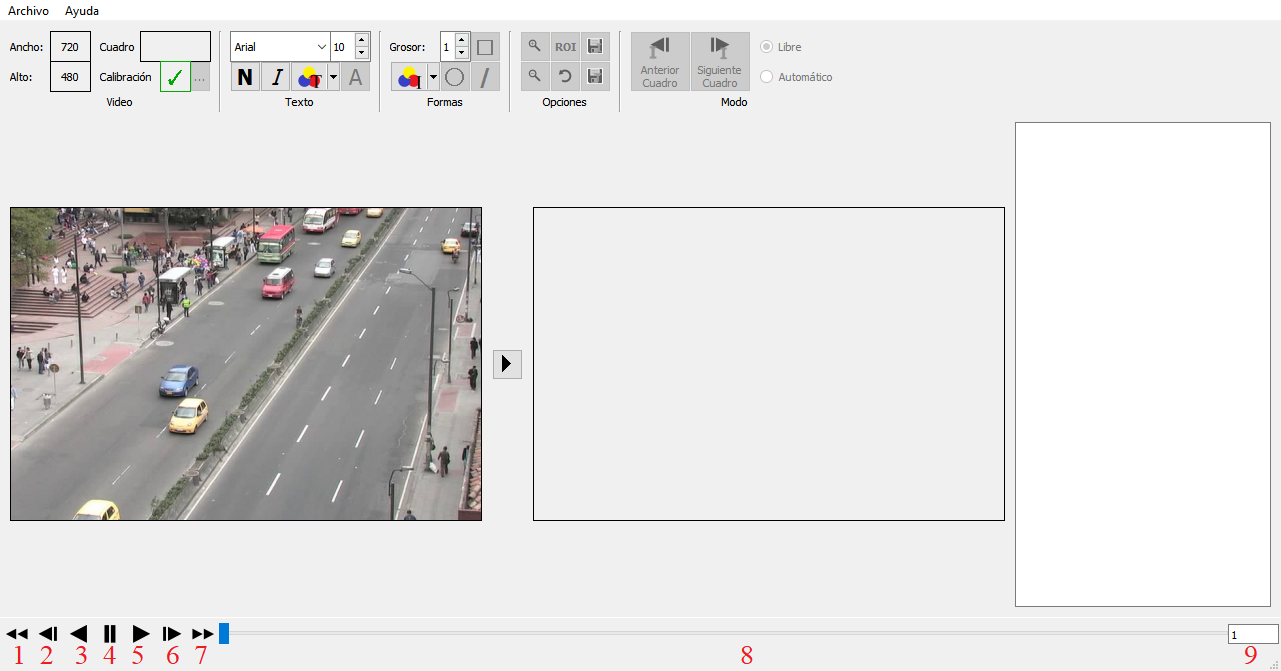 Archivo Ayuda
Ancho: 720 Cuadro Arial 10 Grosor: 1 ROI Anterior Cuadro Siguiente Cuadro Libre
Alto: 480 Calibración ... N I T A I Automático
Video Texto Formas Opciones Modo
1
1 2 3 4 5 6 7 8 9